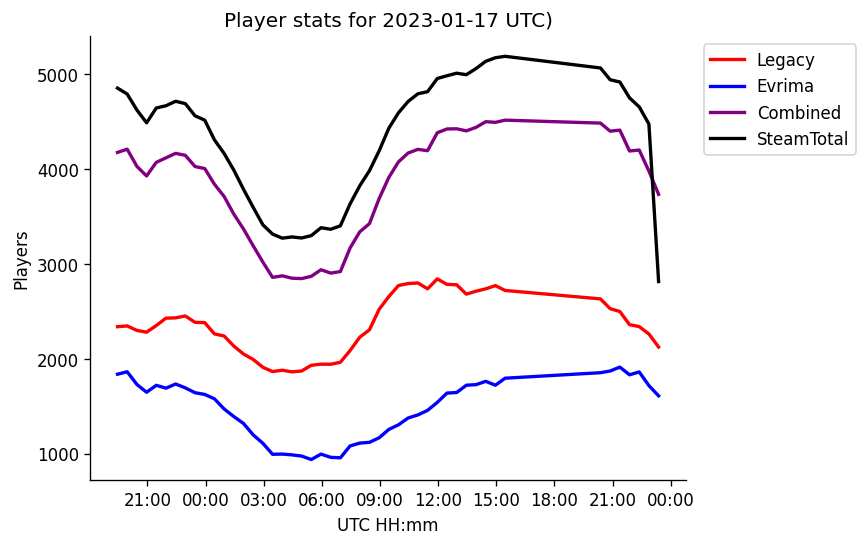 Player stats for 2023-01-17 UTC)
Legacy
Evrima
Combined
SteamTotal
Players
5000
4000
3000
2000
1000
21:00 00:00 03:00 06:00 09:00 12:00 15:00 18:00 21:00 00:00
UTC HH:mm